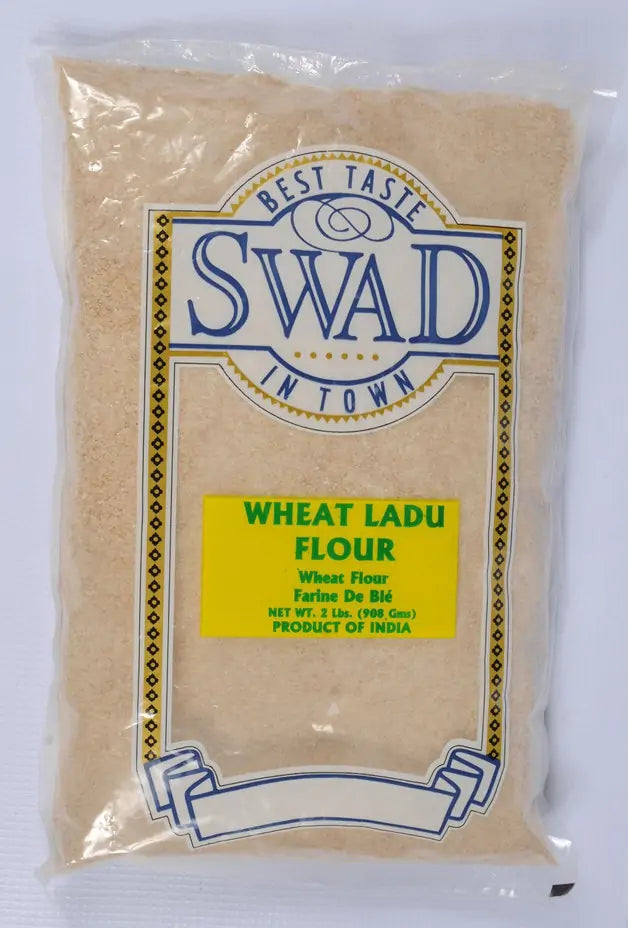 BEST TASTE
SWAD
IN TOWN
WHEAT LADU
FLOUR
Wheat Flour
Farine De Blé
NET WT. 2 Lbs. (908 Gms)
PRODUCT OF INDIA